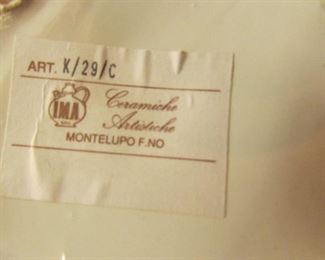 ART. K/29/C
IMA
Ceramiche
Artistiche
MONTELUPO F.NO